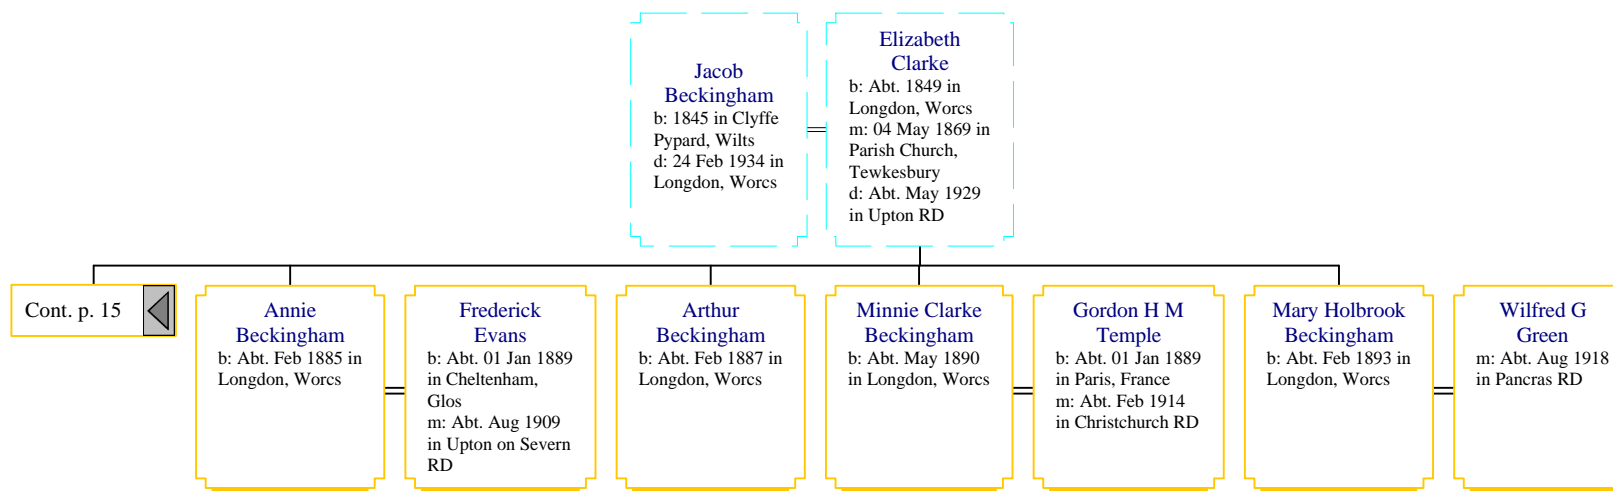 Jacob
Beckingham
b: 1845 in Clyffe
Pypard, Wilts
d: 24 Feb 1934 in
Longdon, Worcs
Elizabeth
Clarke
b: Abt. 1849 in
Longdon, Worcs
m: 04 May 1869 in
Parish Church,
Tewkesbury
d: Abt. May 1929
in Upton RD
Cont. p. 15
Annie
Beckingham
b: Abt. Feb 1885 in
Longdon, Worcs
Frederick
Evans
b: Abt. 01 Jan 1889
in Cheltenham,
Glos
m: Abt. Aug 1909
in Upton on Severn
RD
Arthur
Beckingham
b: Abt. Feb 1887 in
Longdon, Worcs
Minnie Clarke
Beckingham
b: Abt. May 1890
in Longdon, Worcs
Gordon H M
Temple
b: Abt. 01 Jan 1889
in Paris, France
m: Abt. Feb 1914
in Christchurch RD
Mary Holbrook
Beckingham
b: Abt. Feb 1893 in
Longdon, Worcs
Wilfred G
Green
m: Abt. Aug 1918
in Pancras RD